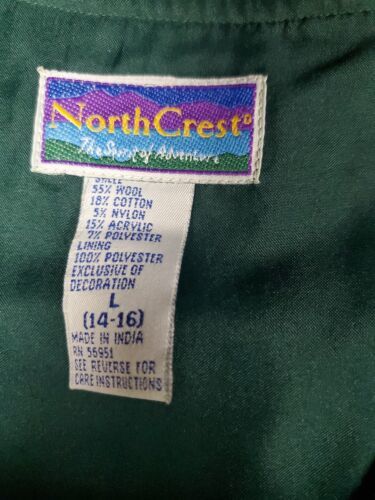 NorthCrest®
The Spirit of Adventure
SHELL
55% WOOL
18% COTTON
5% NYLON
15% ACRYLIC
7% POLYESTER
LINING
100% POLYESTER
EXCLUSIVE OF
DECORATION
L
(14-16)
MADE IN INDIA
RN 56951
SEE REVERSE FOR
CARE INSTRUCTIONS